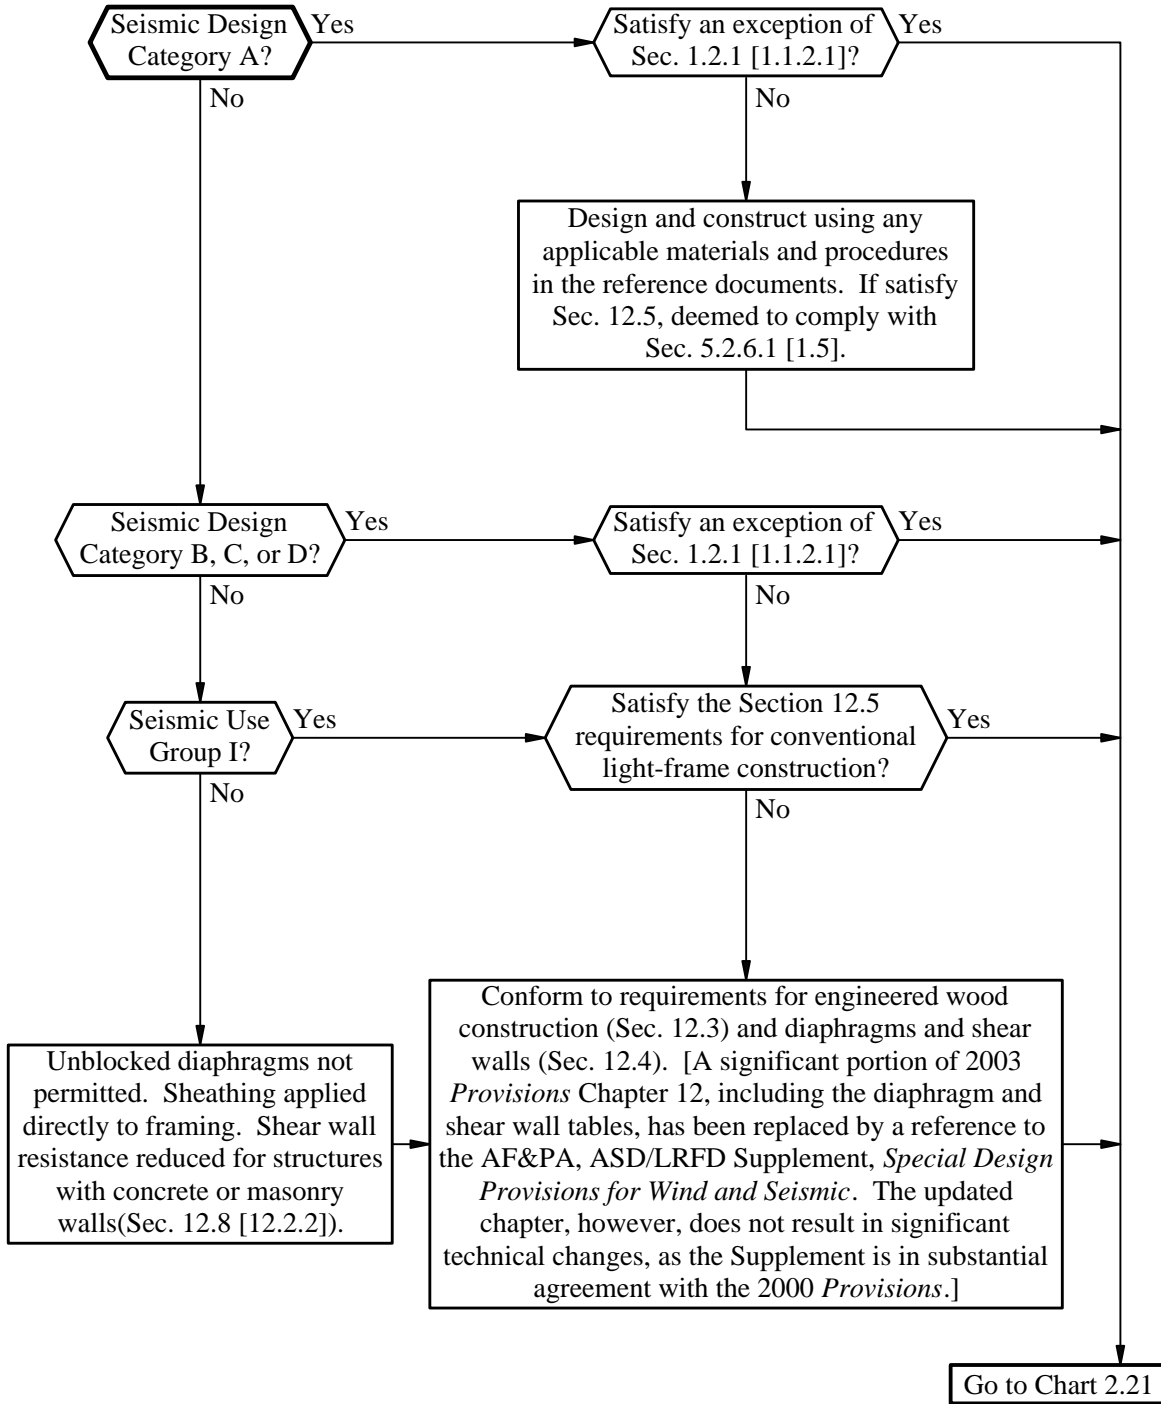 Seismic Design
Category A?
Yes
Satisfy an exception of
Sec. 1.2.1 [1.1.2.1]?
Yes
No
No
Design and construct using any
applicable materials and procedures
in the reference documents.  If satisfy
Sec. 12.5, deemed to comply with
Sec. 5.2.6.1 [1.5].
Seismic Design
Category B, C, or D?
Yes
Satisfy an exception of
Sec. 1.2.1 [1.1.2.1]?
Yes
No
No
Seismic Use
Group I?
Yes
Satisfy the Section 12.5
requirements for conventional
light-frame construction?
Yes
No
No
Unblocked diaphragms not
permitted.  Sheathing applied
directly to framing.  Shear wall
resistance reduced for structures
with concrete or masonry
walls(Sec. 12.8 [12.2.2]).
Conform to requirements for engineered wood
construction (Sec. 12.3) and diaphragms and shear
walls (Sec. 12.4).  [A significant portion of 2003
Provisions Chapter 12, including the diaphragm and
shear wall tables, has been replaced by a reference to
the AF&PA, ASD/LRFD Supplement, Special Design
Provisions for Wind and Seismic.  The updated
chapter, however, does not result in significant
technical changes, as the Supplement is in substantial
agreement with the 2000 Provisions.]
Go to Chart 2.21